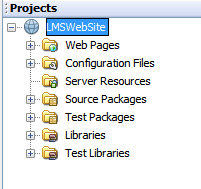 Projects
LMSWebSite
Web Pages
Configuration Files
Server Resources
Source Packages
Test Packages
Libraries
Test Libraries